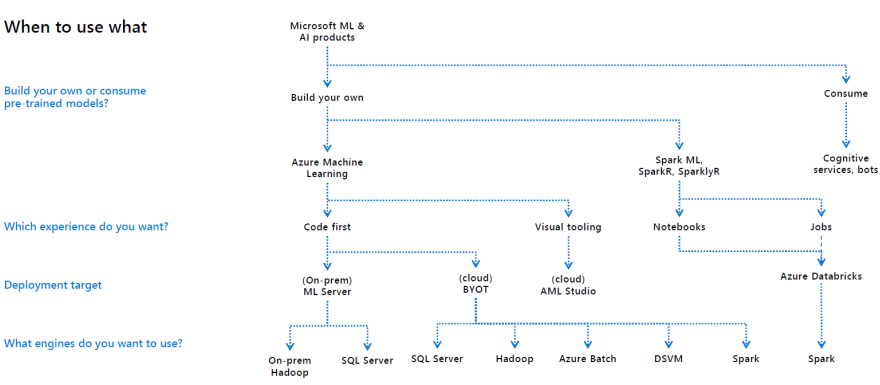 When to use what
Microsoft ML &
AI products
Build your own or consume
pre-trained models?
Build your own
Consume
Azure Machine
Learning
Spark ML,
SparkR, SparklyR
Cognitive
services, bots
Which experience do you want?
Code first
Visual tooling
Notebooks
Jobs
Deployment target
(On-prem)
ML Server
(cloud)
BYOT
(cloud)
AML Studio
Azure Databricks
What engines do you want to use?
On-prem
Hadoop
SQL Server
SQL Server
Hadoop
Azure Batch
DSVM
Spark
Spark